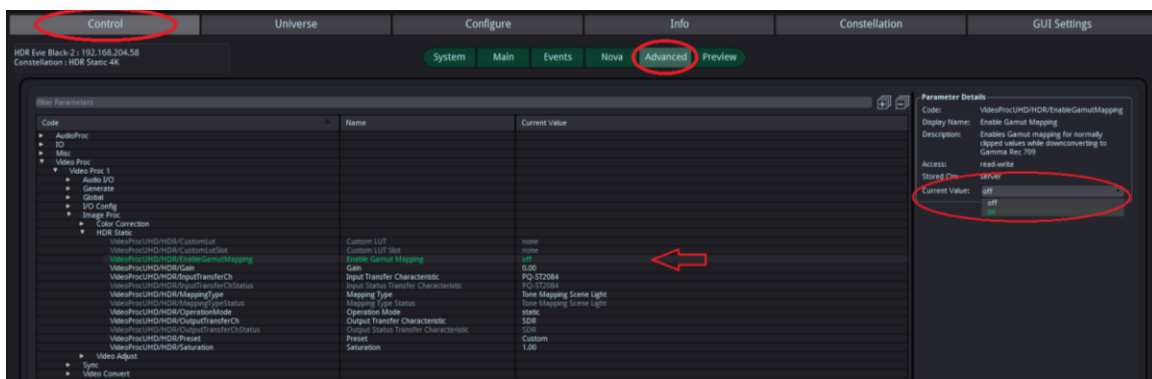 Control Universe Configure Info Constellation GUI Settings
HDR Evie Black-2 : 192.168.204.58
Constellation : HDR Static 4K
System Main Events Nova Advanced Preview
Filter Parameters
Code Name Current Value
AudioProc
IO
Misc
Video Proc
Video Proc 1
Audio I/O
Generate
Global
I/O Config
Image Proc
Color Correction
HDR Static
VideoProcUHD/HDR/CustomLut Custom LUT none
VideoProcUHD/HDR/CustomLutSlot Custom LUT Slot none
VideoProcUHD/HDR/EnableGamutMapping Enable Gamut Mapping off
VideoProcUHD/HDR/Gain Gain 0.00
VideoProcUHD/HDR/InputTransferCh Input Transfer Characteristic PQ-ST2084
VideoProcUHD/HDR/InputTransferChStatus Input Status Transfer Characteristic PQ-ST2084
VideoProcUHD/HDR/MappingType Mapping Type Tone Mapping Scene Light
VideoProcUHD/HDR/MappingTypeStatus Mapping Type Status Tone Mapping Scene Light
VideoProcUHD/HDR/OperationMode Operation Mode static
VideoProcUHD/HDR/OutputTransferCh Output Transfer Characteristic SDR
VideoProcUHD/HDR/OutputTransferChStatus Output Status Transfer Characteristic SDR
VideoProcUHD/HDR/Preset Preset Custom
VideoProcUHD/HDR/Saturation Saturation 1.00
Video Adjust
Sync
Video Convert
Parameter Details
Code: VideoProcUHD/HDR/EnableGamutMapping
Display Name: Enable Gamut Mapping
Description: Enables Gamut mapping for normally
clipped values while downconverting to
Gamma Rec 709
Access: read-write
Stored On: server
Current Value: off
off
on